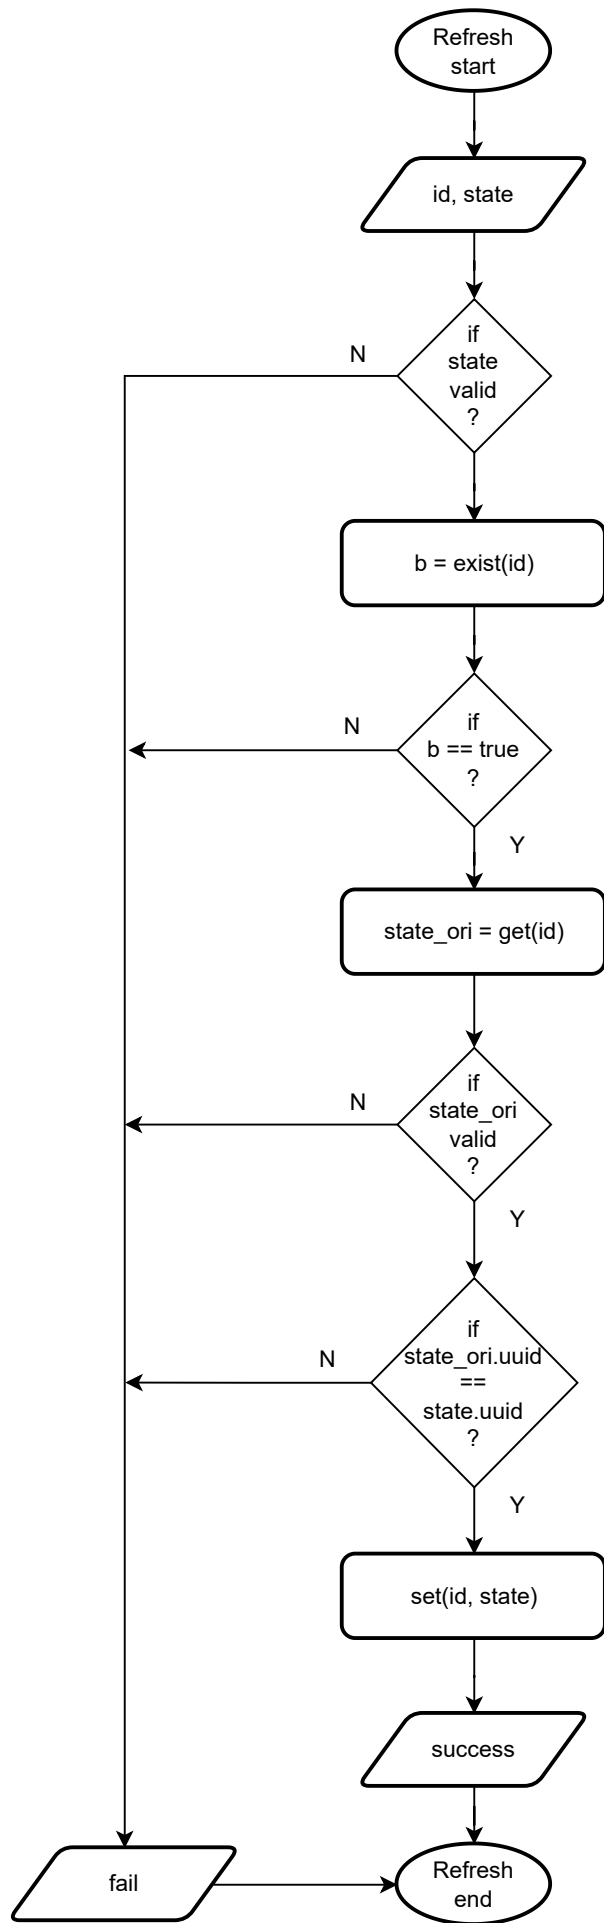 Refresh
start
id, state
if
state
valid
?
N
b = exist(id)
if
b == true
?
N
Y
state_ori = get(id)
if
state_ori
valid
?
N
Y
if
state_ori.uuid
==
state.uuid
?
N
Y
set(id, state)
success
fail
Refresh
end